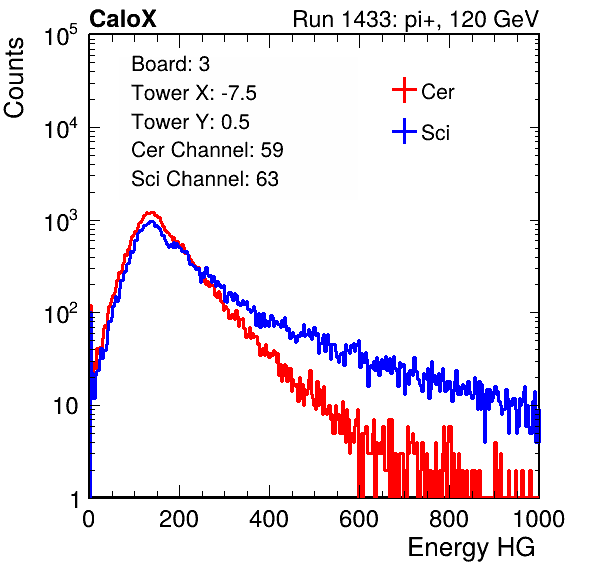 CaloX Run 1433: pi+, 120 GeV
Counts
10^5
10^4
10^3
10^2
10
1
Board: 3
Tower X: -7.5
Tower Y: 0.5
Cer Channel: 59
Sci Channel: 63
Cer
Sci
0 200 400 600 800 1000
Energy HG